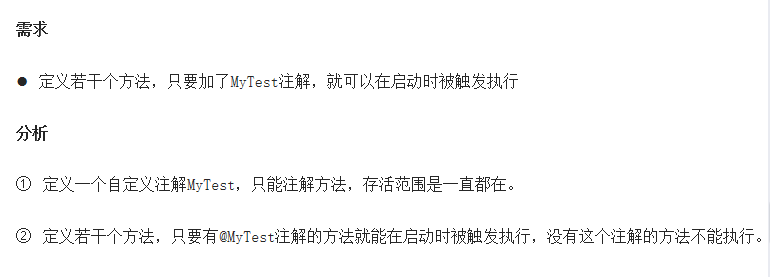 需求
● 定义若干个方法，只要加了MyTest注解，就可以在启动时被触发执行
分析
① 定义一个自定义注解MyTest，只能注解方法，存活范围是一直都在。
② 定义若干个方法，只要有@MyTest注解的方法就能在启动时被触发执行，没有这个注解的方法不能执行。